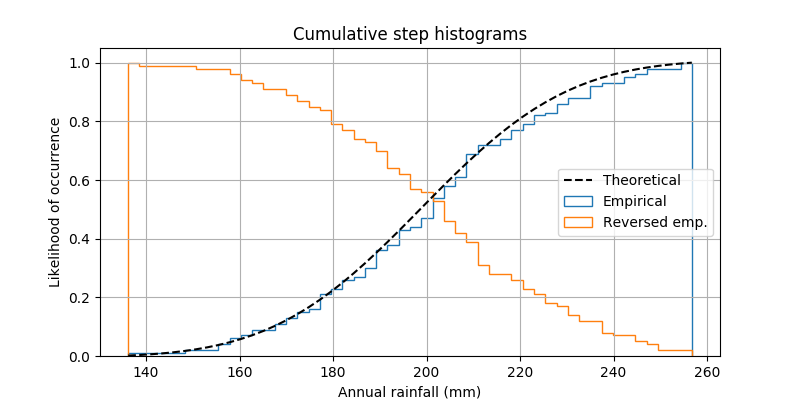 Cumulative step histograms
Likelihood of occurrence
1.0
0.8
0.6
0.4
0.2
0.0
Theoretical
Empirical
Reversed emp.
140 160 180 200 220 240 260
Annual rainfall (mm)